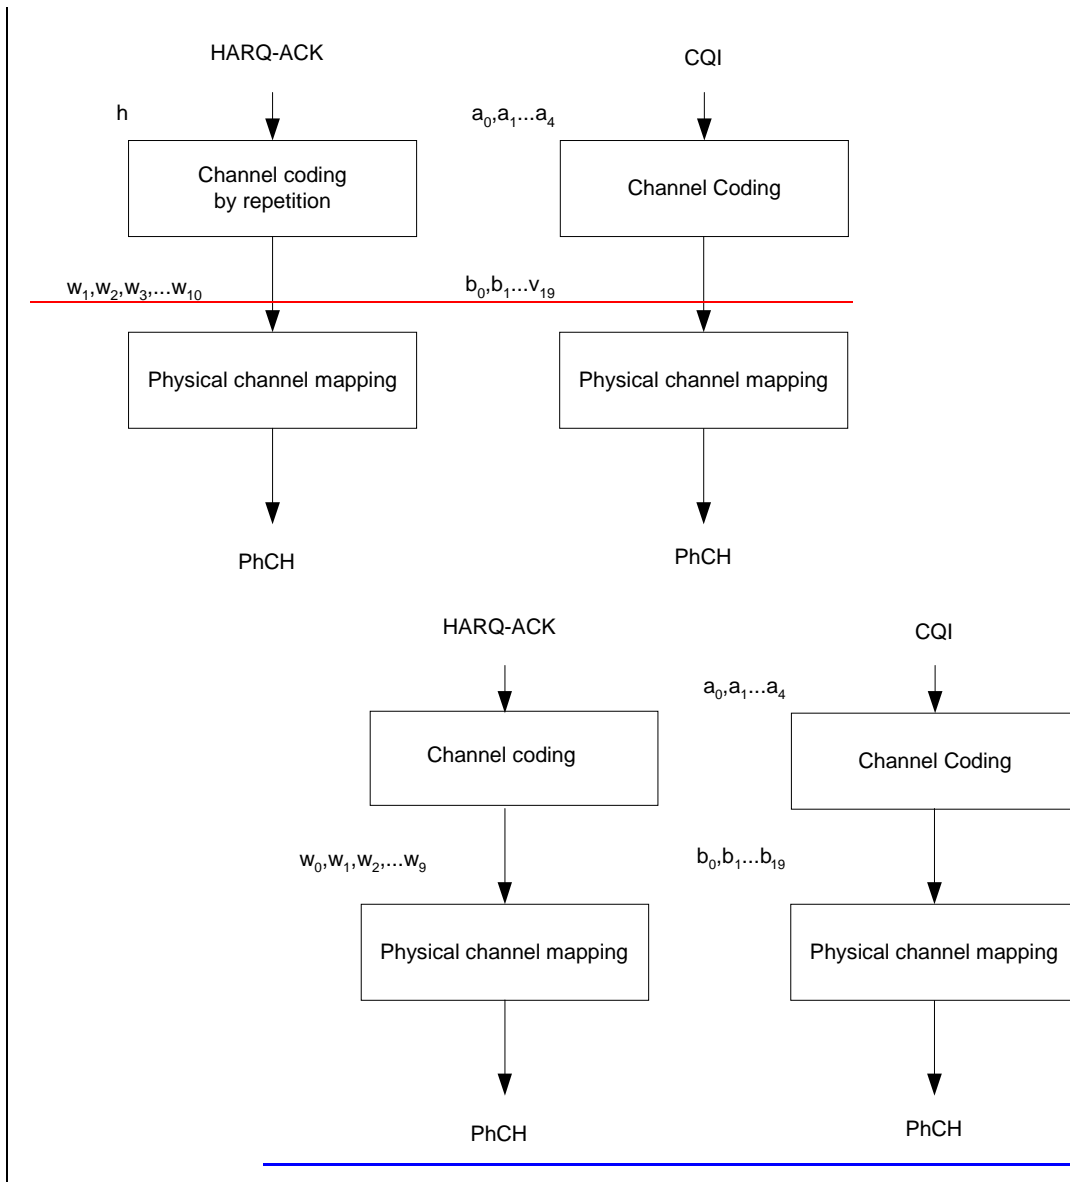 HARQ-ACK
CQI
h
a0,a1...a4
Channel coding
by repetition
Channel Coding
w1,w2,w3,...w10
b0,b1...v19
Physical channel mapping
Physical channel mapping
PhCH
PhCH
HARQ-ACK
CQI
a0,a1...a4
Channel coding
Channel Coding
w0,w1,w2,...w9
b0,b1...b19
Physical channel mapping
Physical channel mapping
PhCH
PhCH